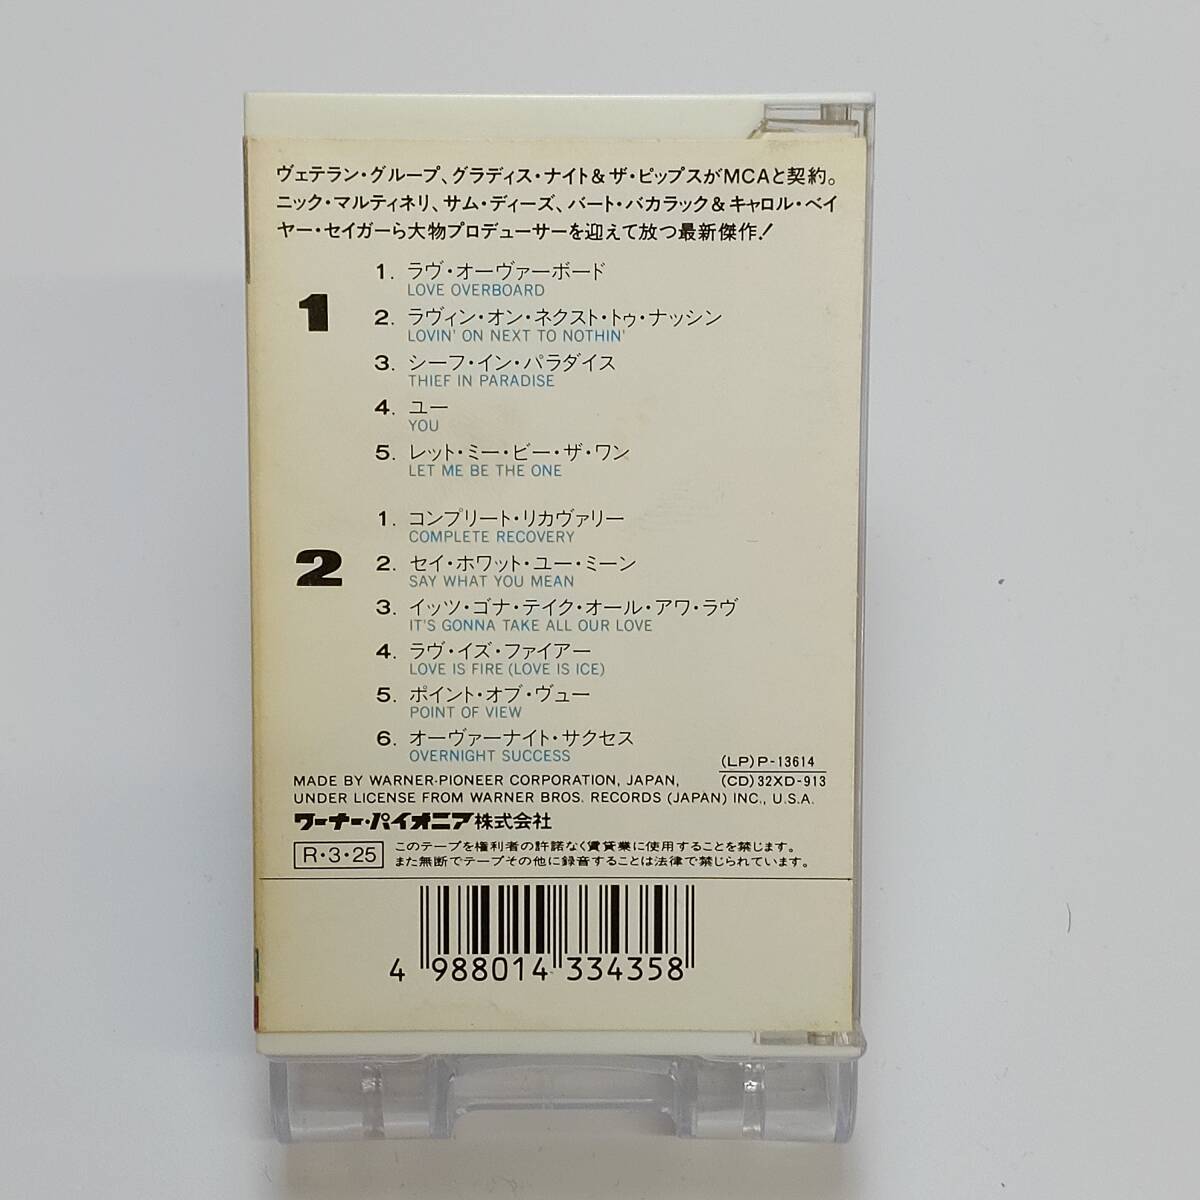 ヴェテラン・グループ、グラディス・ナイト&ザ・ピップスがMCAと契約。
ニック・マルティネリ、サム・ディーズ、バート・バカラック&キャロル・ベイ
ヤー・セイガーら大物プロデューサーを迎えて放つ最新傑作!
1
1. ラヴ・オーヴァーボード
LOVE OVERBOARD
2. ラヴィン・オン・ネクスト・トゥ・ナッシン
LOVIN' ON NEXT TO NOTHIN'
3. シーフ・イン・パラダイス
THIEF IN PARADISE
4. ユー
YOU
5. レット・ミー・ビー・ザ・ワン
LET ME BE THE ONE
2
1. コンプリート・リカヴァリー
COMPLETE RECOVERY
2. セイ・ホワット・ユー・ミーン
SAY WHAT YOU MEAN
3. イッツ・ゴナ・テイク・オール・アワ・ラヴ
IT'S GONNA TAKE ALL OUR LOVE
4. ラヴ・イズ・ファイアー
LOVE IS FIRE (LOVE IS ICE)
5. ポイント・オブ・ヴュー
POINT OF VIEW
6. オーヴァーナイト・サクセス
OVERNIGHT SUCCESS
(LP) P-13614
(CD) 32XD-913
MADE BY WARNER-PIONEER CORPORATION, JAPAN,
UNDER LICENSE FROM WARNER BROS. RECORDS (JAPAN) INC., U.S.A.
ワーナー・パイオニア株式会社
R・3・25
このテープを権利者の許諾なく賃貸業に使用することを禁じます。
また無断でテープその他に録音することは法律で禁じられています。
4 988014 334358